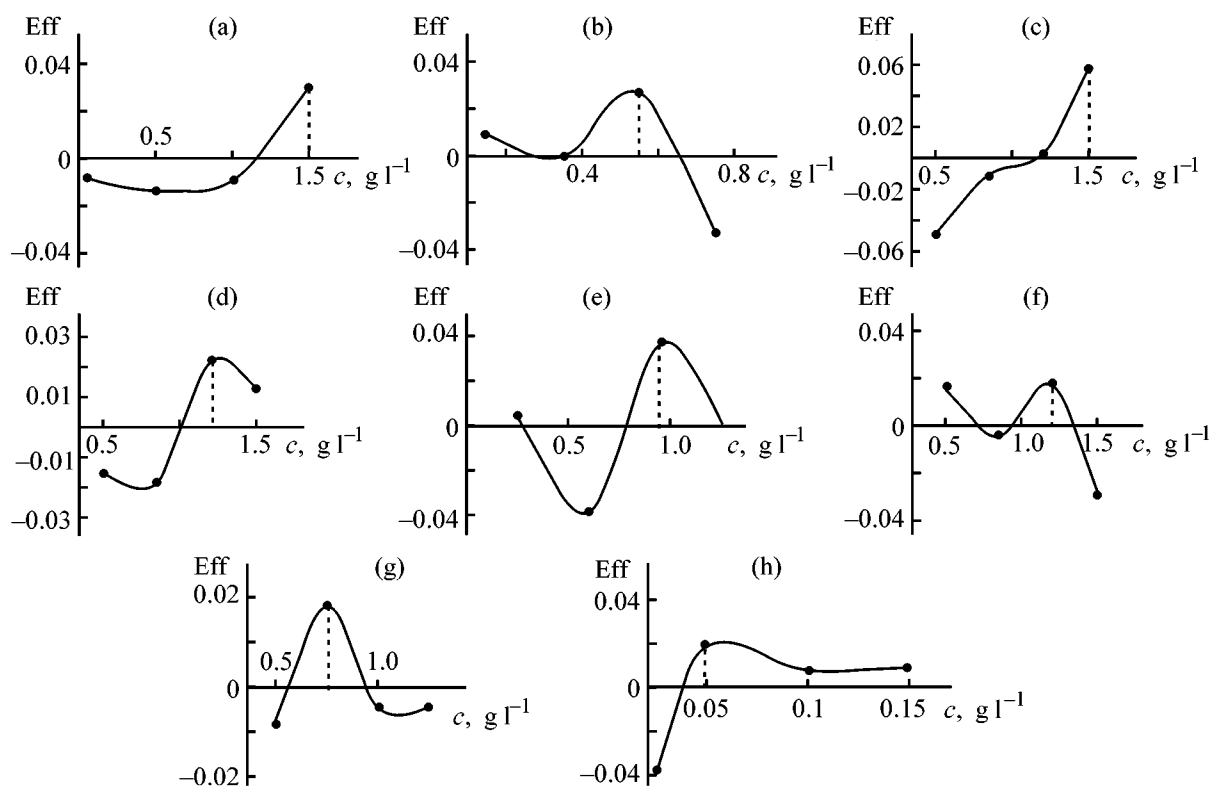 Eff (a)
0.04
0.5
0
1.5 c, g l⁻¹
–0.04
Eff (b)
0.04
0
0.4 0.8 c, g l⁻¹
–0.04
Eff (c)
0.06
0.02
0.5 1.5 c, g l⁻¹
–0.02
–0.06
Eff (d)
0.03
0.01
0.5 1.5
c, g l⁻¹
–0.01
–0.03
Eff (e)
0.04
0
0.5 1.0 c, g l⁻¹
–0.04
Eff (f)
0.04
0
0.5 1.0 1.5 c, g l⁻¹
–0.04
Eff (g)
0.02
0.5 1.0
0
c, g l⁻¹
–0.02
Eff (h)
0.04
0
0.05 0.1 0.15 c, g l⁻¹
–0.04